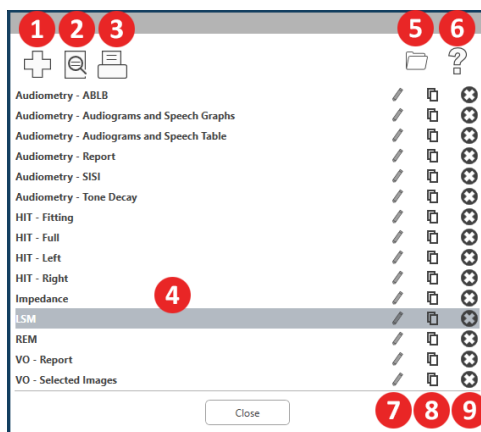 1 2 3 5 6
Audiometry - ABLB
Audiometry - Audiograms and Speech Graphs
Audiometry - Audiograms and Speech Table
Audiometry - Report
Audiometry - SISI
Audiometry - Tone Decay
HIT - Fitting
HIT - Full
HIT - Left
HIT - Right
Impedance
4
LSM
REM
VO - Report
VO - Selected Images
Close
7 8 9